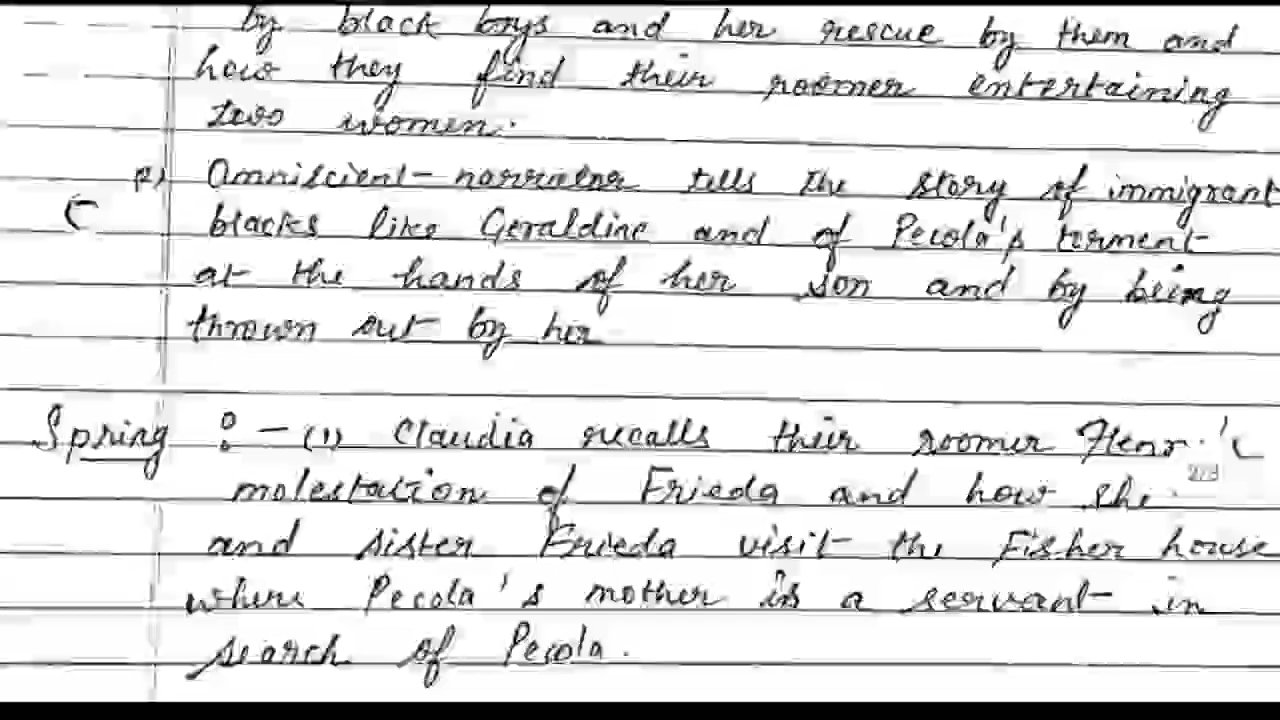 by black boys and her rescue by them and
how they find their roomer entertaining
two women.
2) Omniscient narrator tells the story of immigrant
blacks like Geraldine and of Pecola's torment
at the hands of her son and by being
thrown out by her
Spring :- (1) Claudia recalls their roomer
molestation of Frieda and how she
and sister Frieda visit the Fisher house
where Pecola's mother is a servant in
search of Pecola.